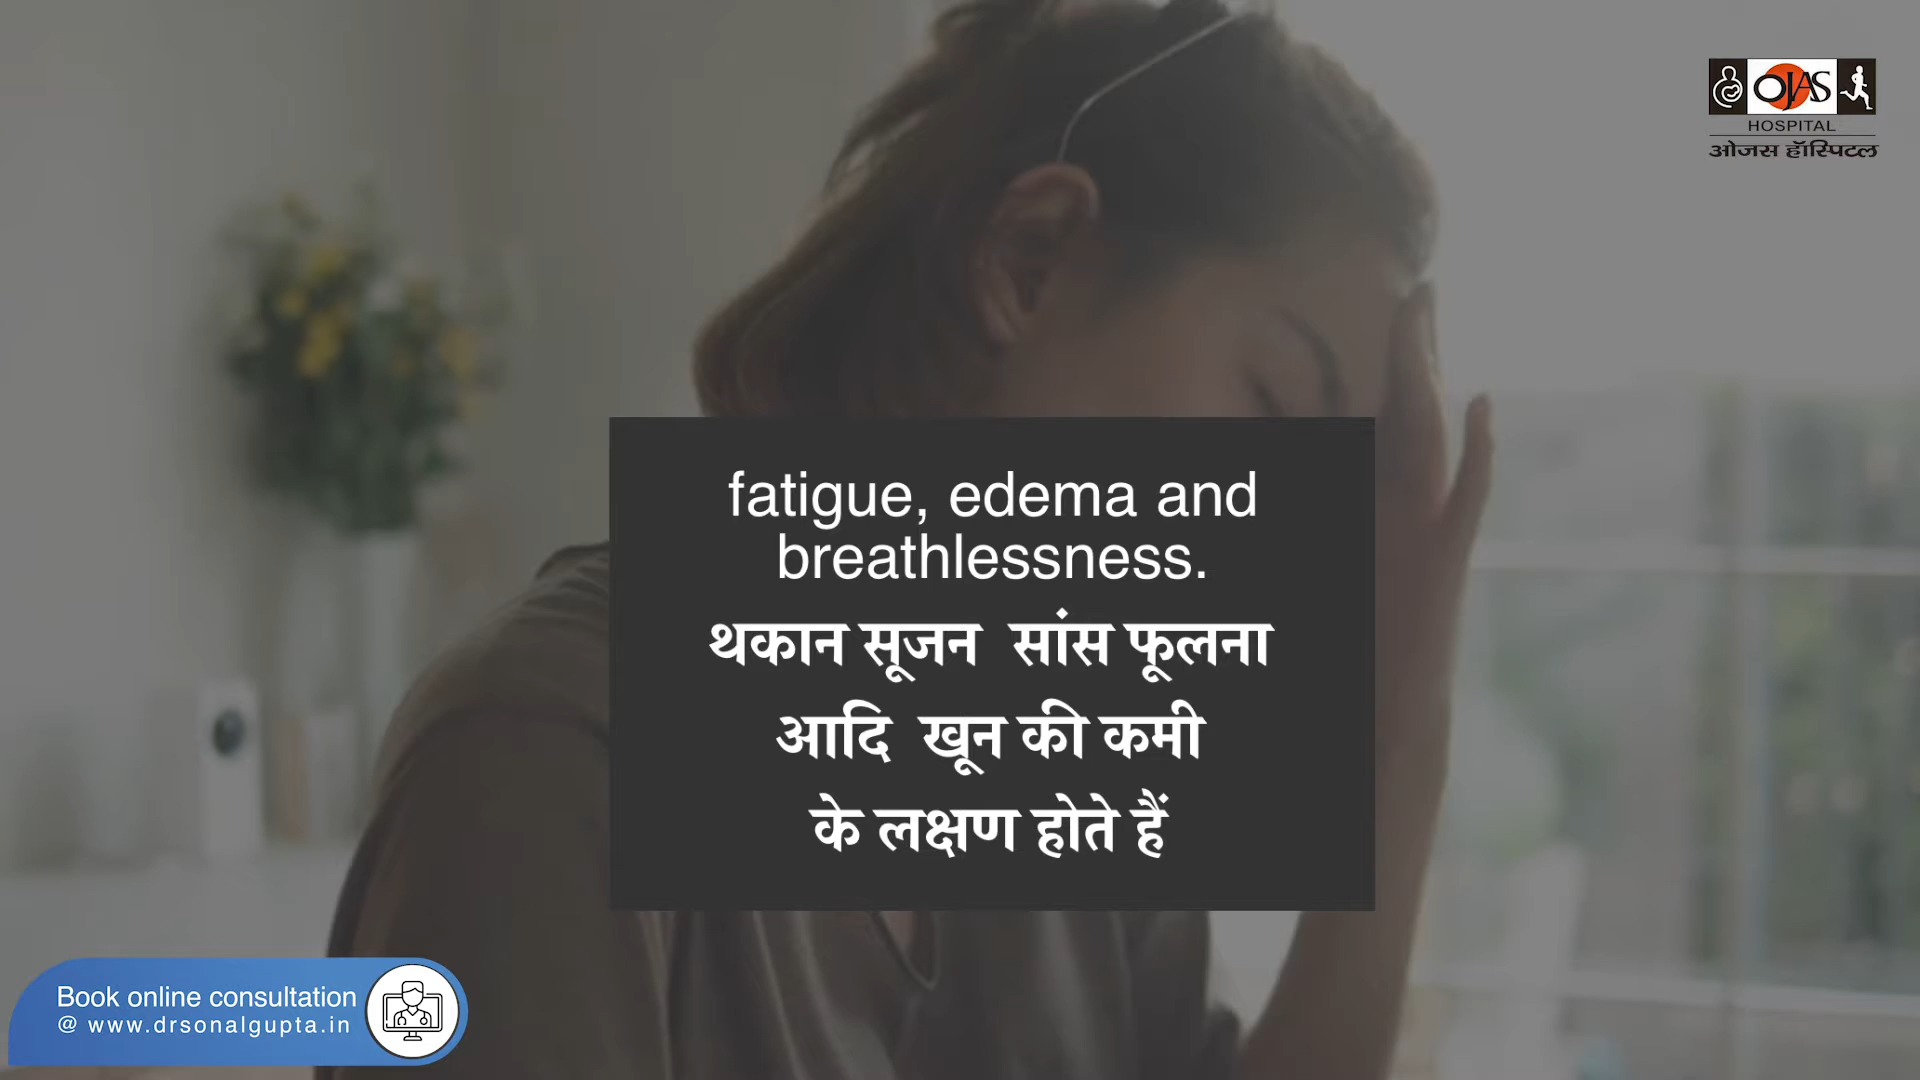 OJAS
HOSPITAL
ओजस हॉस्पिटल
fatigue, edema and
breathlessness.
थकान सूजन सांस फूलना
आदि खून की कमी
के लक्षण होते हैं
Book online consultation
@ www.drsonalgupta.in